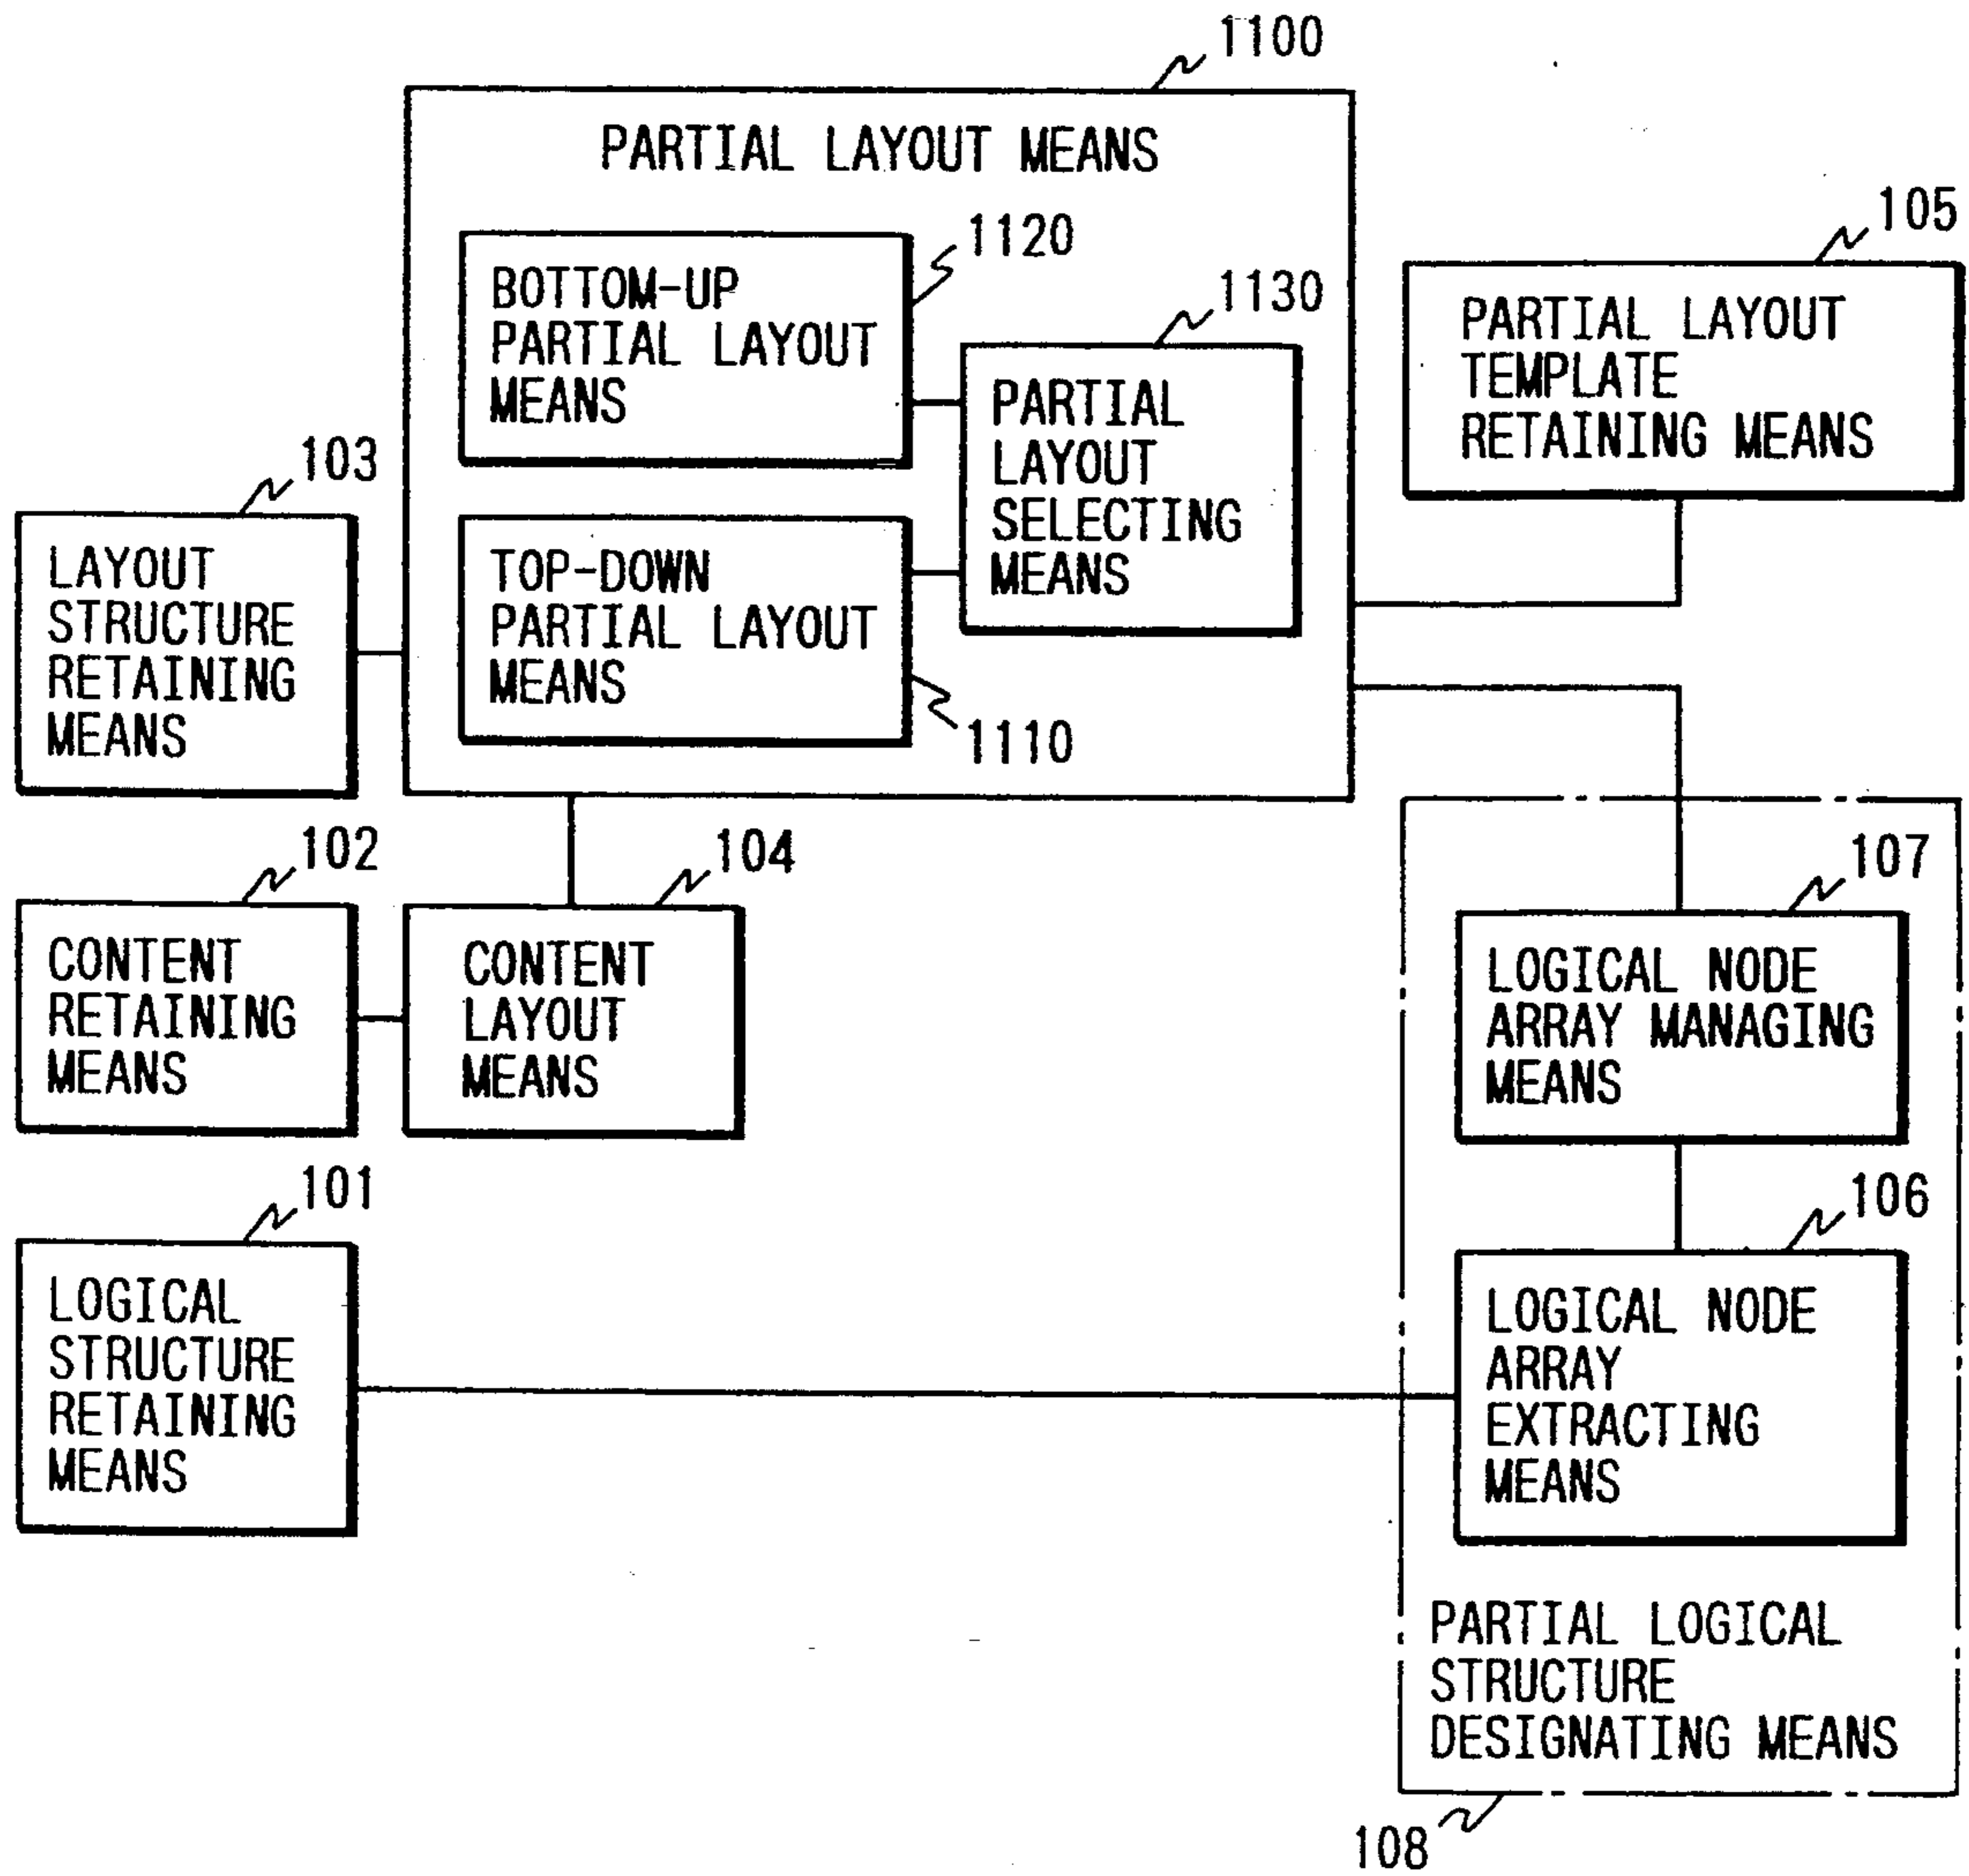 1100
PARTIAL LAYOUT MEANS
1120
BOTTOM-UP
PARTIAL LAYOUT
MEANS
1130
PARTIAL
LAYOUT
SELECTING
MEANS
TOP-DOWN
PARTIAL LAYOUT
MEANS
1110
105
PARTIAL LAYOUT
TEMPLATE
RETAINING MEANS
103
LAYOUT
STRUCTURE
RETAINING
MEANS
102
CONTENT
RETAINING
MEANS
104
CONTENT
LAYOUT
MEANS
107
LOGICAL NODE
ARRAY MANAGING
MEANS
101
LOGICAL
STRUCTURE
RETAINING
MEANS
106
LOGICAL NODE
ARRAY
EXTRACTING
MEANS
PARTIAL LOGICAL
STRUCTURE
DESIGNATING MEANS
108